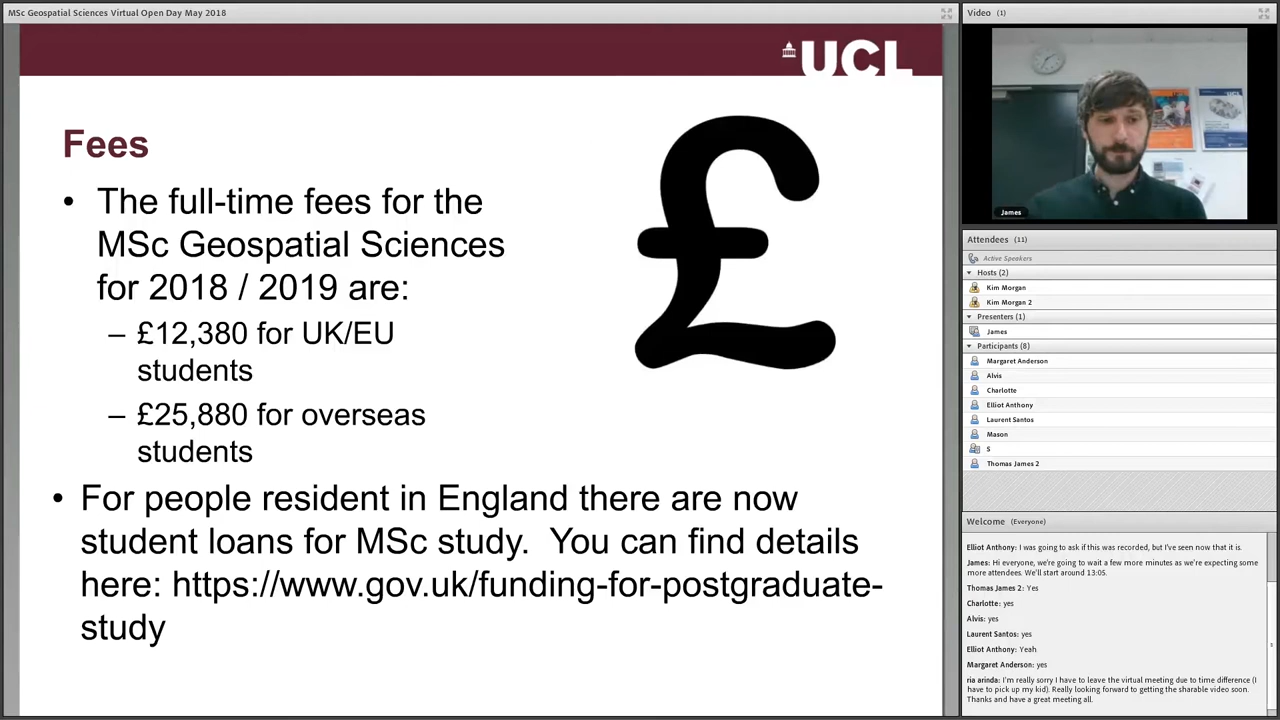 MSc Geospatial Sciences Virtual Open Day May 2018
UCL
Fees
• The full-time fees for the
MSc Geospatial Sciences
for 2018 / 2019 are:
– £12,380 for UK/EU
students
– £25,880 for overseas
students
• For people resident in England there are now
student loans for MSc study. You can find details
here: https://www.gov.uk/funding-for-postgraduate-
study
£
Video (1)
UCL
James
Attendees (11)
Active Speakers
Hosts (2)
Kim Morgan
Kim Morgan 2
Presenters (1)
James
Participants (8)
Margaret Anderson
Alvis
Charlotte
Elliot Anthony
Laurent Santos
Mason
S
Thomas James 2
Welcome (Everyone)
Elliot Anthony: I was going to ask if this was recorded, but I've seen now that it is.
James: Hi everyone, we're going to wait a few more minutes as we're expecting some
more attendees. We'll start around 13:05.
Thomas James 2: Yes
Charlotte: yes
Alvis: yes
Laurent Santos: yes
Elliot Anthony: Yeah
Margaret Anderson: yes
ria arinda: I'm really sorry I have to leave the virtual meeting due to time difference (I
have to pick up my kid). Really looking forward to getting the sharable video soon.
Thanks and have a great meeting all.